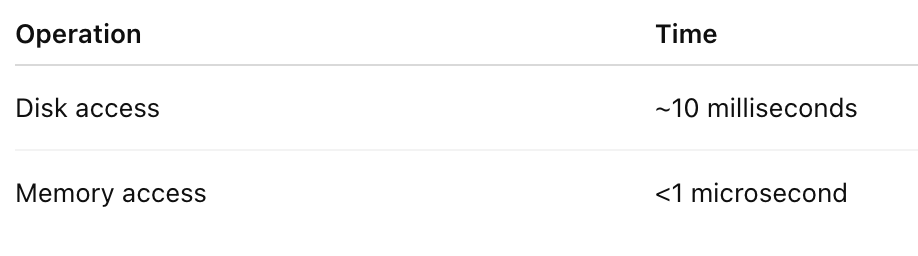 Operation Time
Disk access ~10 milliseconds
Memory access <1 microsecond